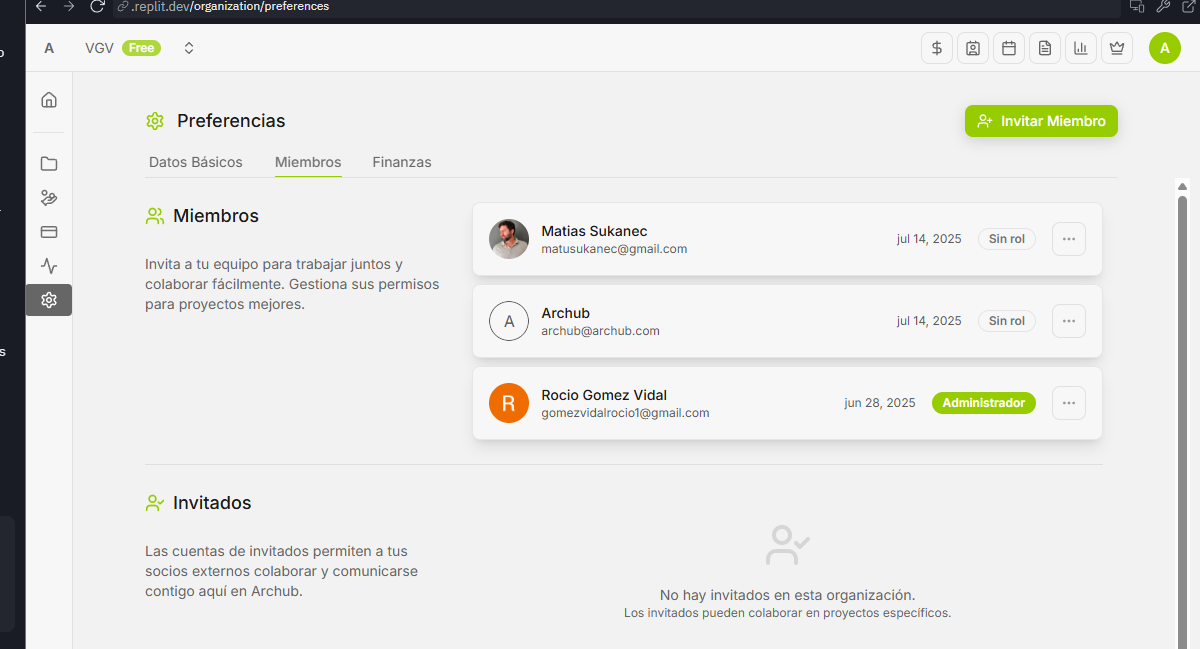 .replit.dev/organization/preferences
A
VGV
Free
A
Preferencias
Invitar Miembro
Datos Básicos
Miembros
Finanzas
Miembros
Invita a tu equipo para trabajar juntos y
colaborar fácilmente. Gestiona sus permisos
para proyectos mejores.
Matias Sukanec
matusukanec@gmail.com
jul 14, 2025
Sin rol
A
Archub
archub@archub.com
jul 14, 2025
Sin rol
R
Rocio Gomez Vidal
gomezvidalrocio1@gmail.com
jun 28, 2025
Administrador
Invitados
Las cuentas de invitados permiten a tus
socios externos colaborar y comunicarse
contigo aquí en Archub.
No hay invitados en esta organización.
Los invitados pueden colaborar en proyectos específicos.